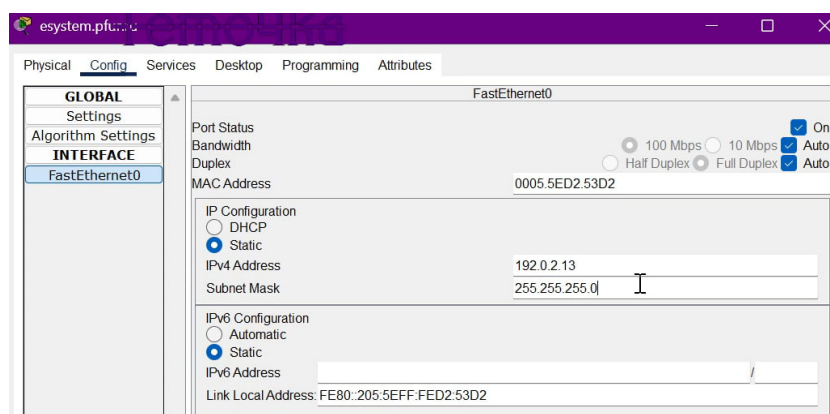 esystem.pfur.ru
Physical Config Services Desktop Programming Attributes
GLOBAL
Settings
Algorithm Settings
INTERFACE
FastEthernet0
FastEthernet0
Port Status On
Bandwidth 100 Mbps 10 Mbps Auto
Duplex Half Duplex Full Duplex Auto
MAC Address 0005.5ED2.53D2
IP Configuration
DHCP
Static
IPv4 Address 192.0.2.13
Subnet Mask 255.255.255.0
IPv6 Configuration
Automatic
Static
IPv6 Address /
Link Local Address: FE80::205:5EFF:FED2:53D2